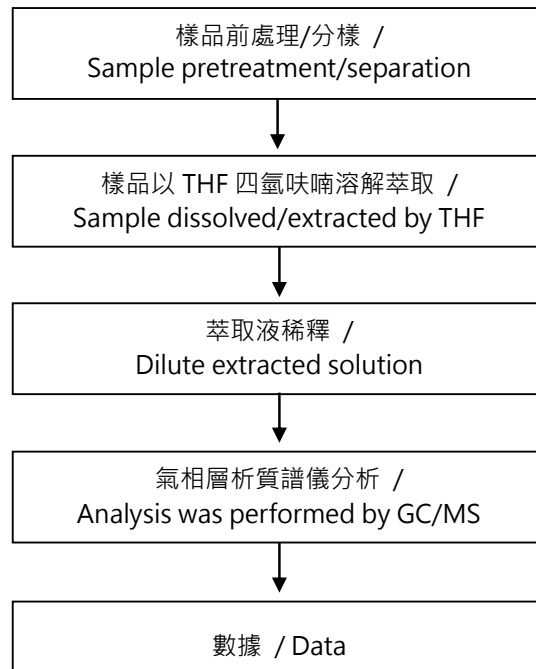 樣品前處理/分樣 /
Sample pretreatment/separation
樣品以 THF 四氫呋喃溶解萃取 /
Sample dissolved/extracted by THF
萃取液稀釋 /
Dilute extracted solution
氣相層析質譜儀分析 /
Analysis was performed by GC/MS
數據 / Data